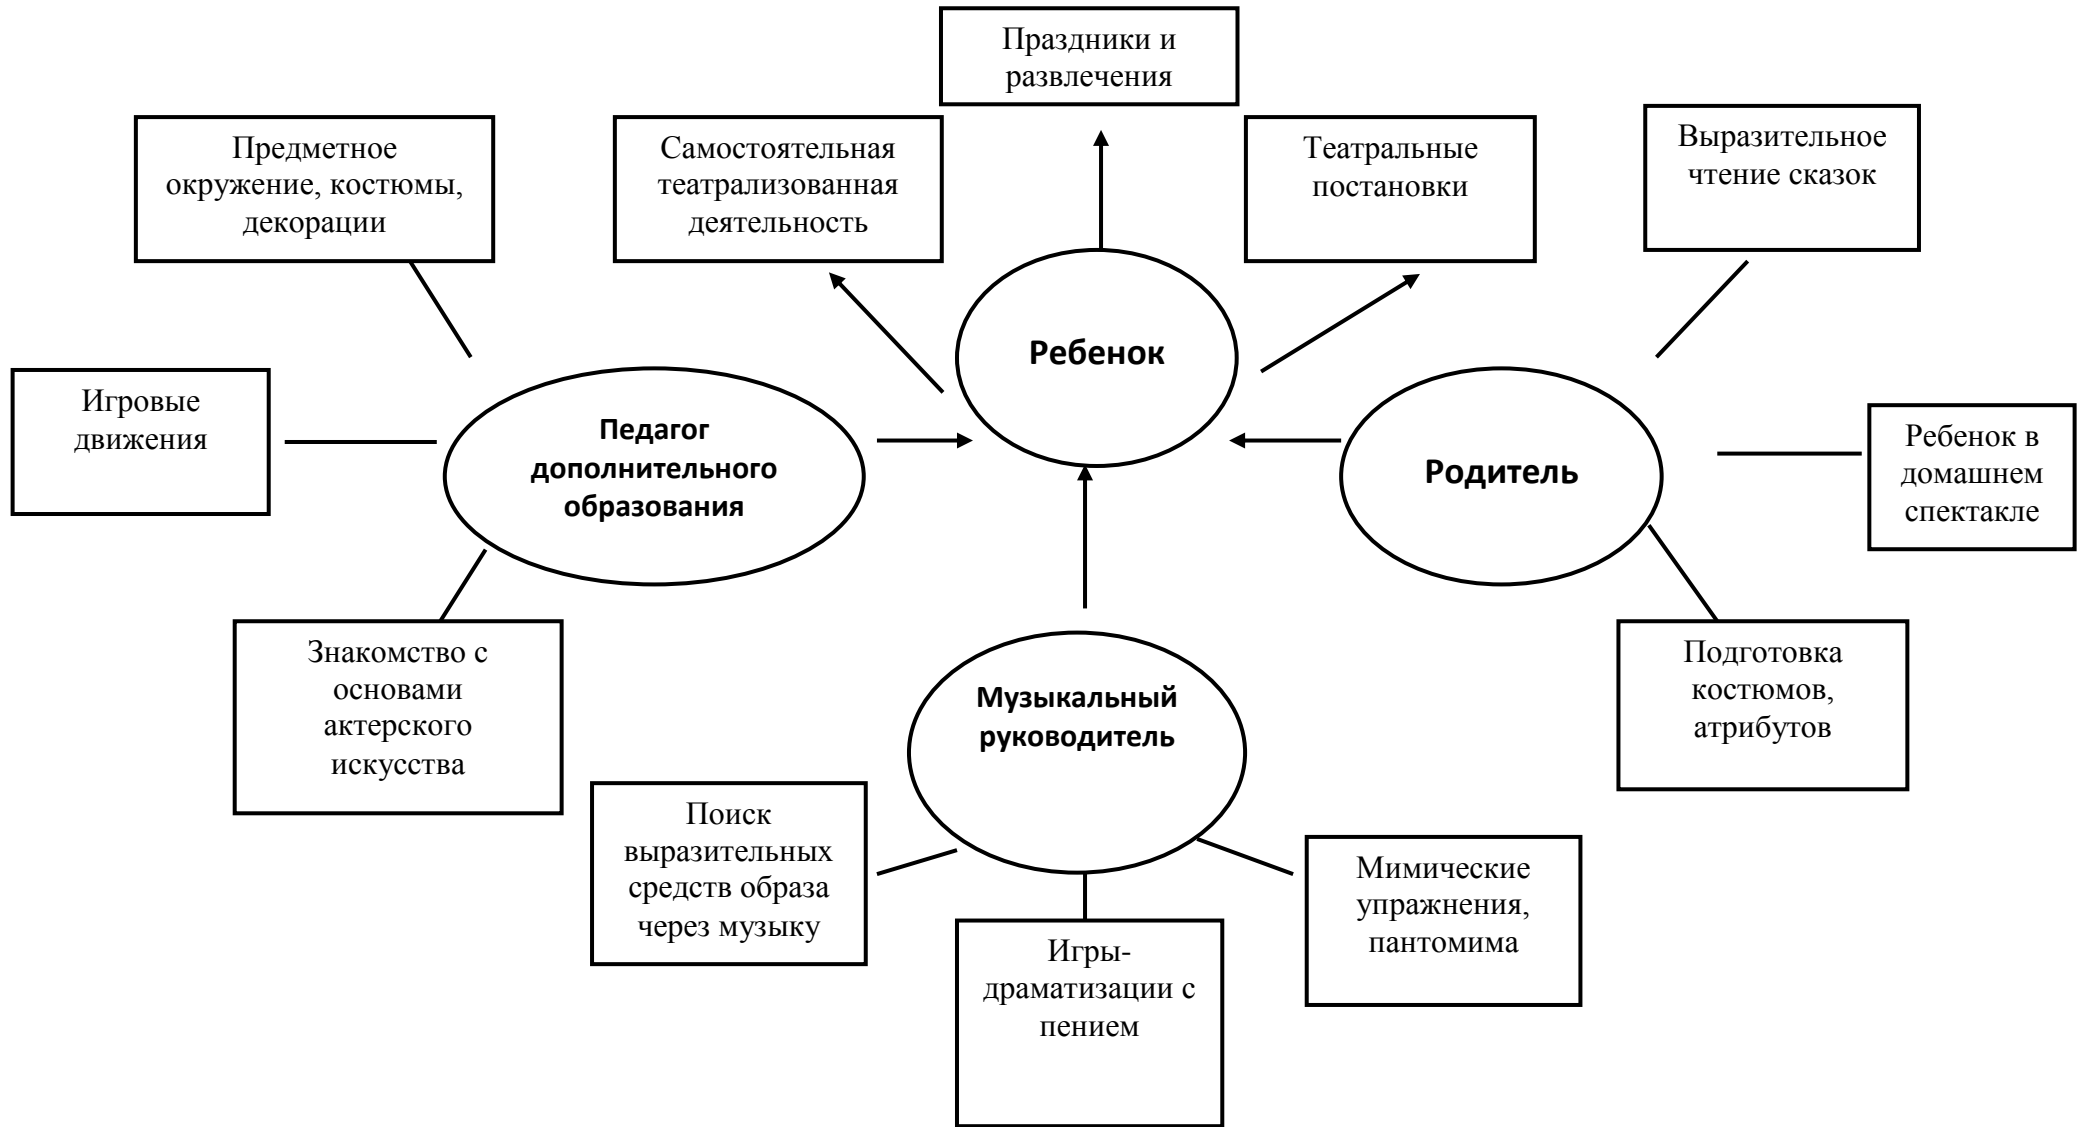 Праздники и
развлечения
Предметное
окружение, костюмы,
декорации
Самостоятельная
театрализованная
деятельность
Театральные
постановки
Выразительное
чтение сказок
Ребенок
Игровые
движения
Педагог
дополнительного
образования
Родитель
Ребенок в
домашнем
спектакле
Знакомство с
основами
актерского
искусства
Музыкальный
руководитель
Подготовка
костюмов,
атрибутов
Поиск
выразительных
средств образа
через музыку
Игры-
драматизации с
пением
Мимические
упражнения,
пантомима